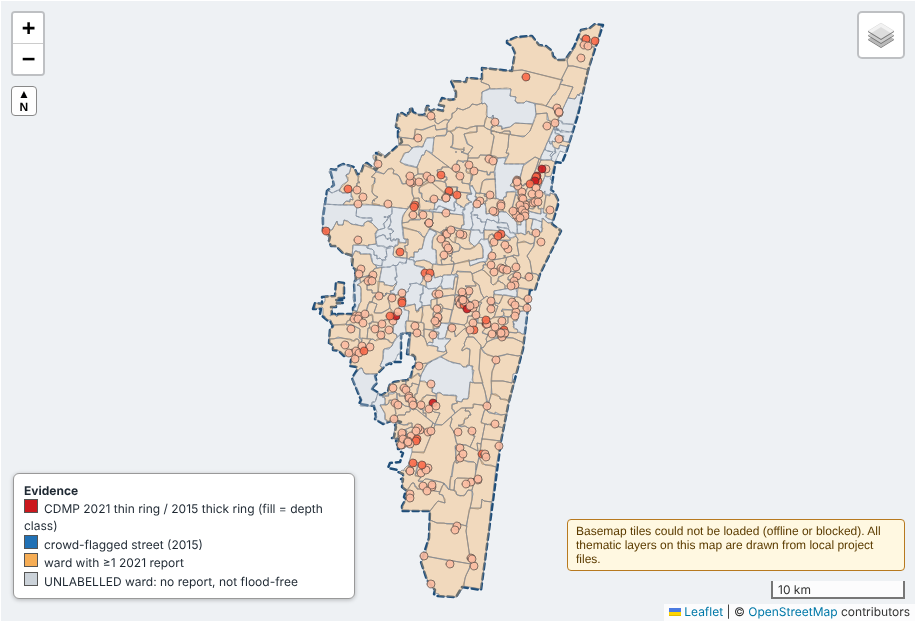 +
−
▲
N
Evidence
CDMP 2021 thin ring / 2015 thick ring (fill = depth
class)
crowd-flagged street (2015)
ward with ≥1 2021 report
UNLABELLED ward: no report, not flood-free
Basemap tiles could not be loaded (offline or blocked). All
thematic layers on this map are drawn from local project
files.
10 km
Leaflet | © OpenStreetMap contributors